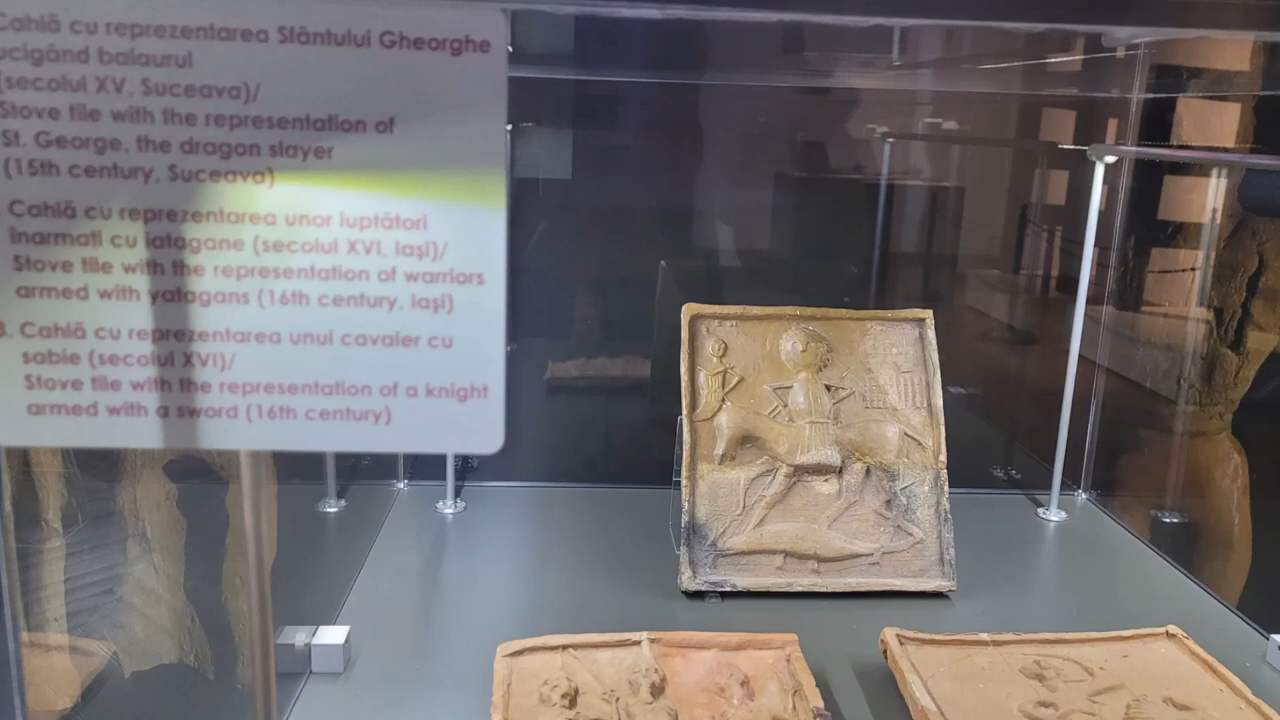 Cahlă cu reprezentarea Sfântului Gheorghe
ucigând balaurul
(secolul XV, Suceava)/
Stove tile with the representation of
St. George, the dragon slayer
(15th century, Suceava)
Cahlă cu reprezentarea unor luptători
înarmați cu iatagane (secolul XVI, Iaşi)/
Stove tile with the representation of warriors
armed with yatagans (16th century, Iaşi)
3. Cahlă cu reprezentarea unui cavaler cu
sabie (secolul XVI)/
Stove tile with the representation of a knight
armed with a sword (16th century)